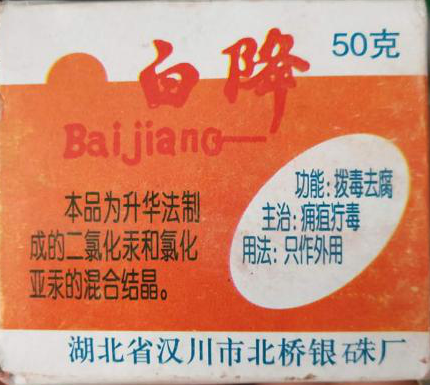 50克
白降
Baijiang
功能：拨毒去腐
主治：痈疽疔毒
用法：只作外用
本品为升华法制
成的二氯化汞和氯化
亚汞的混合结晶。
湖北省汉川市北桥银硃厂